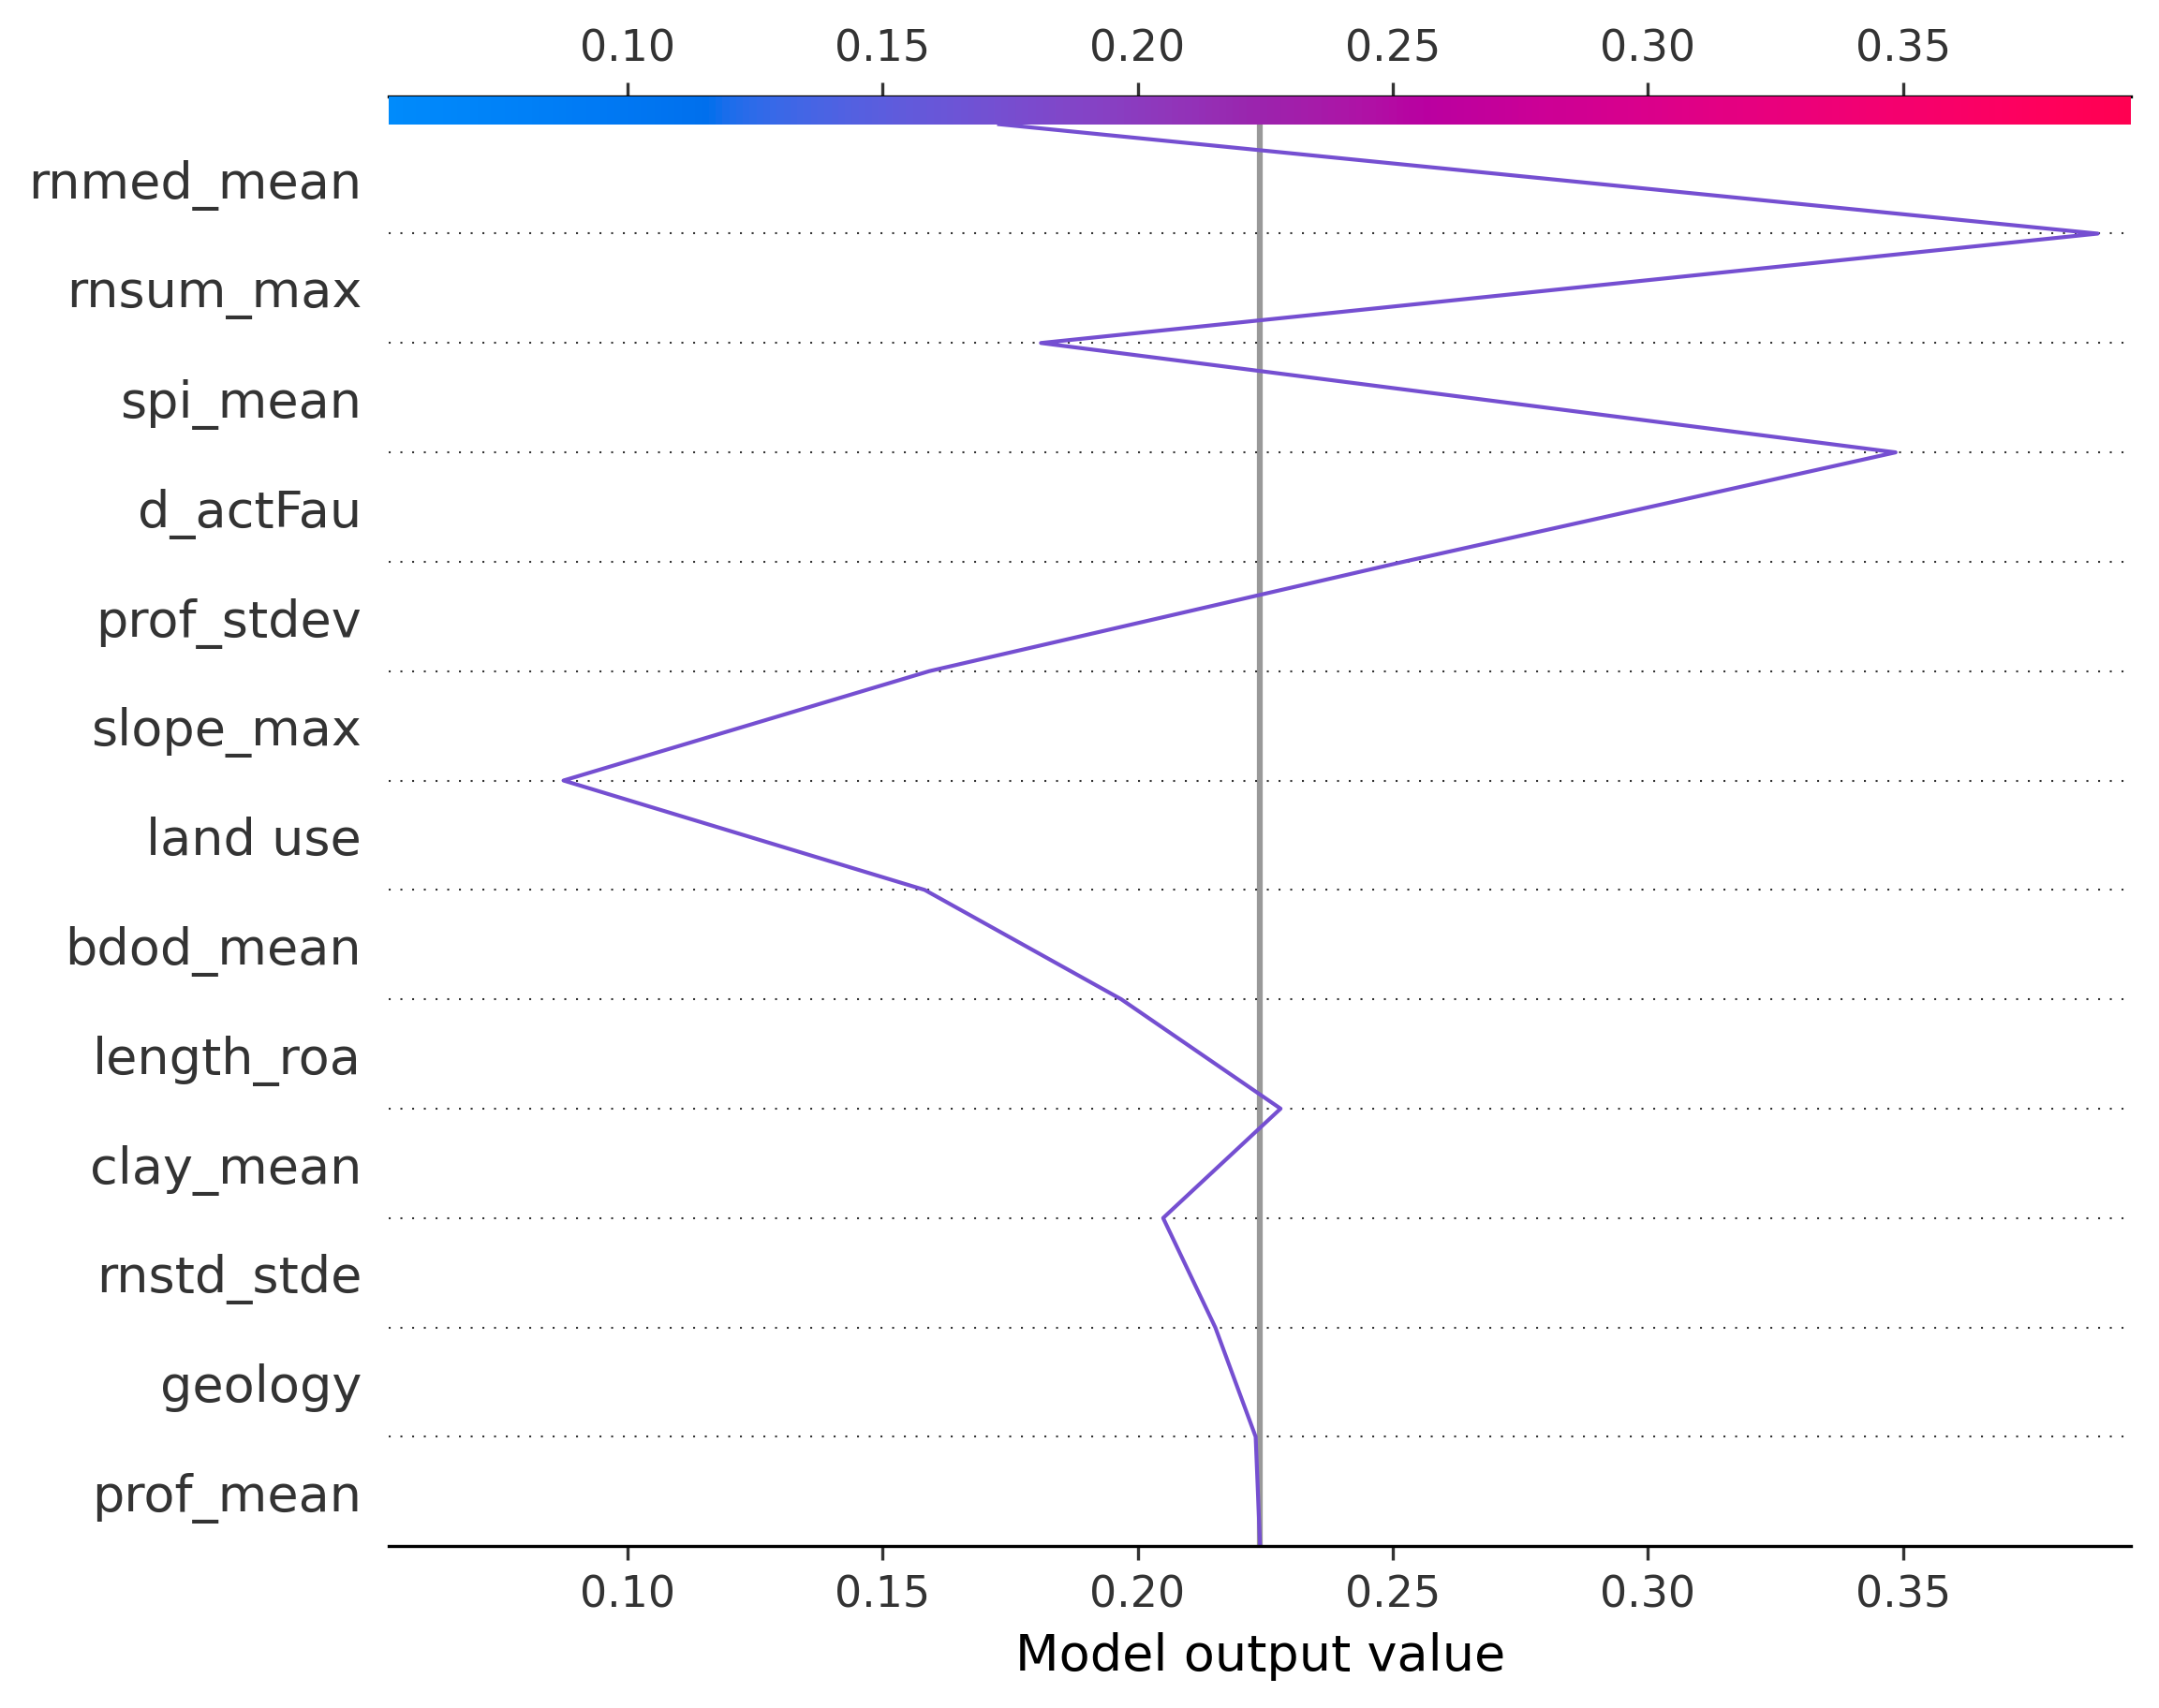 0.10 0.15 0.20 0.25 0.30 0.35
rnmed_mean
rnsum_max
spi_mean
d_actFau
prof_stdev
slope_max
land use
bdod_mean
length_roa
clay_mean
rnstd_stde
geology
prof_mean
0.10 0.15 0.20 0.25 0.30 0.35
Model output value